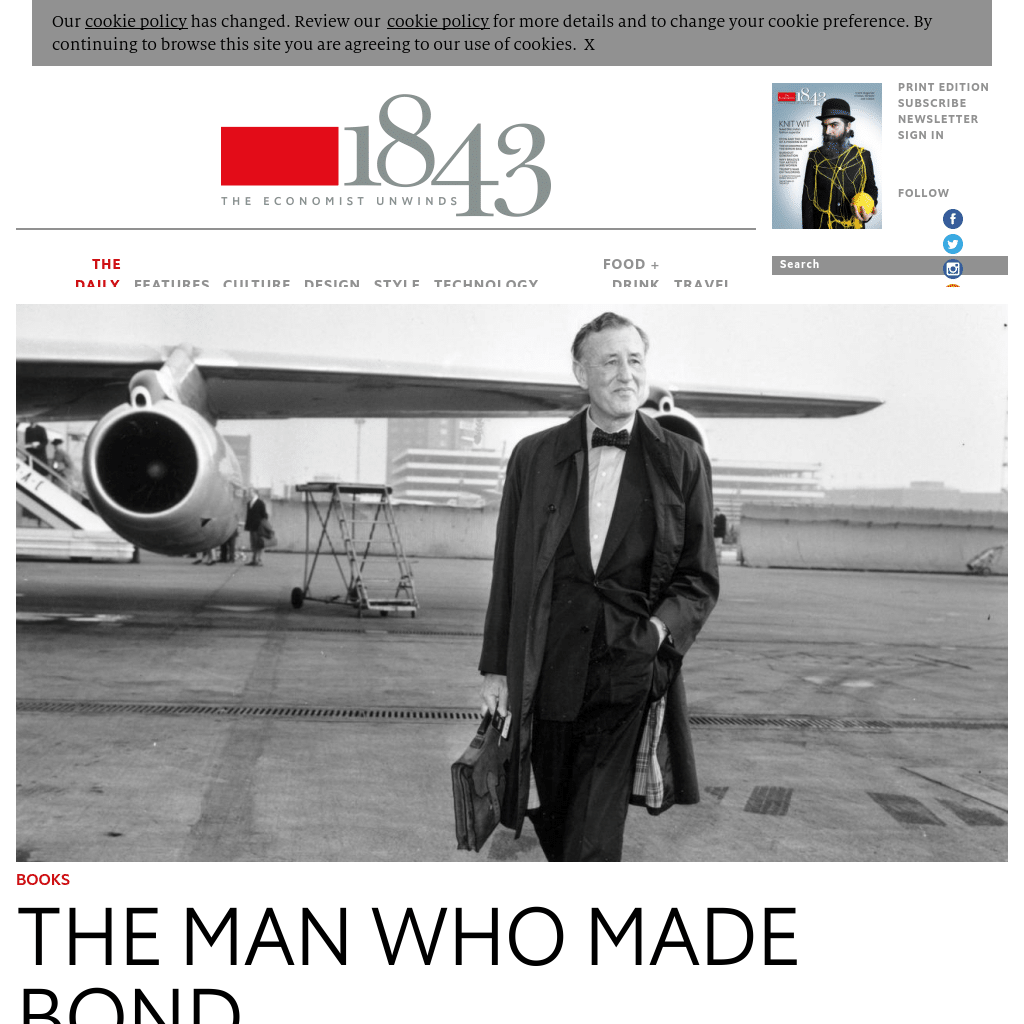 Our cookie policy has changed. Review our cookie policy for more details and to change your cookie preference. By
continuing to browse this site you are agreeing to our use of cookies. X
1843
THE ECONOMIST UNWINDS
KNIT WIT
PRINT EDITION
SUBSCRIBE
NEWSLETTER
SIGN IN
FOLLOW
Search
THE
DAILY
FEATURES CULTURE DESIGN STYLE TECHNOLOGY
FOOD +
DRINK
TRAVEL
BOOKS
THE MAN WHO MADE
BOND